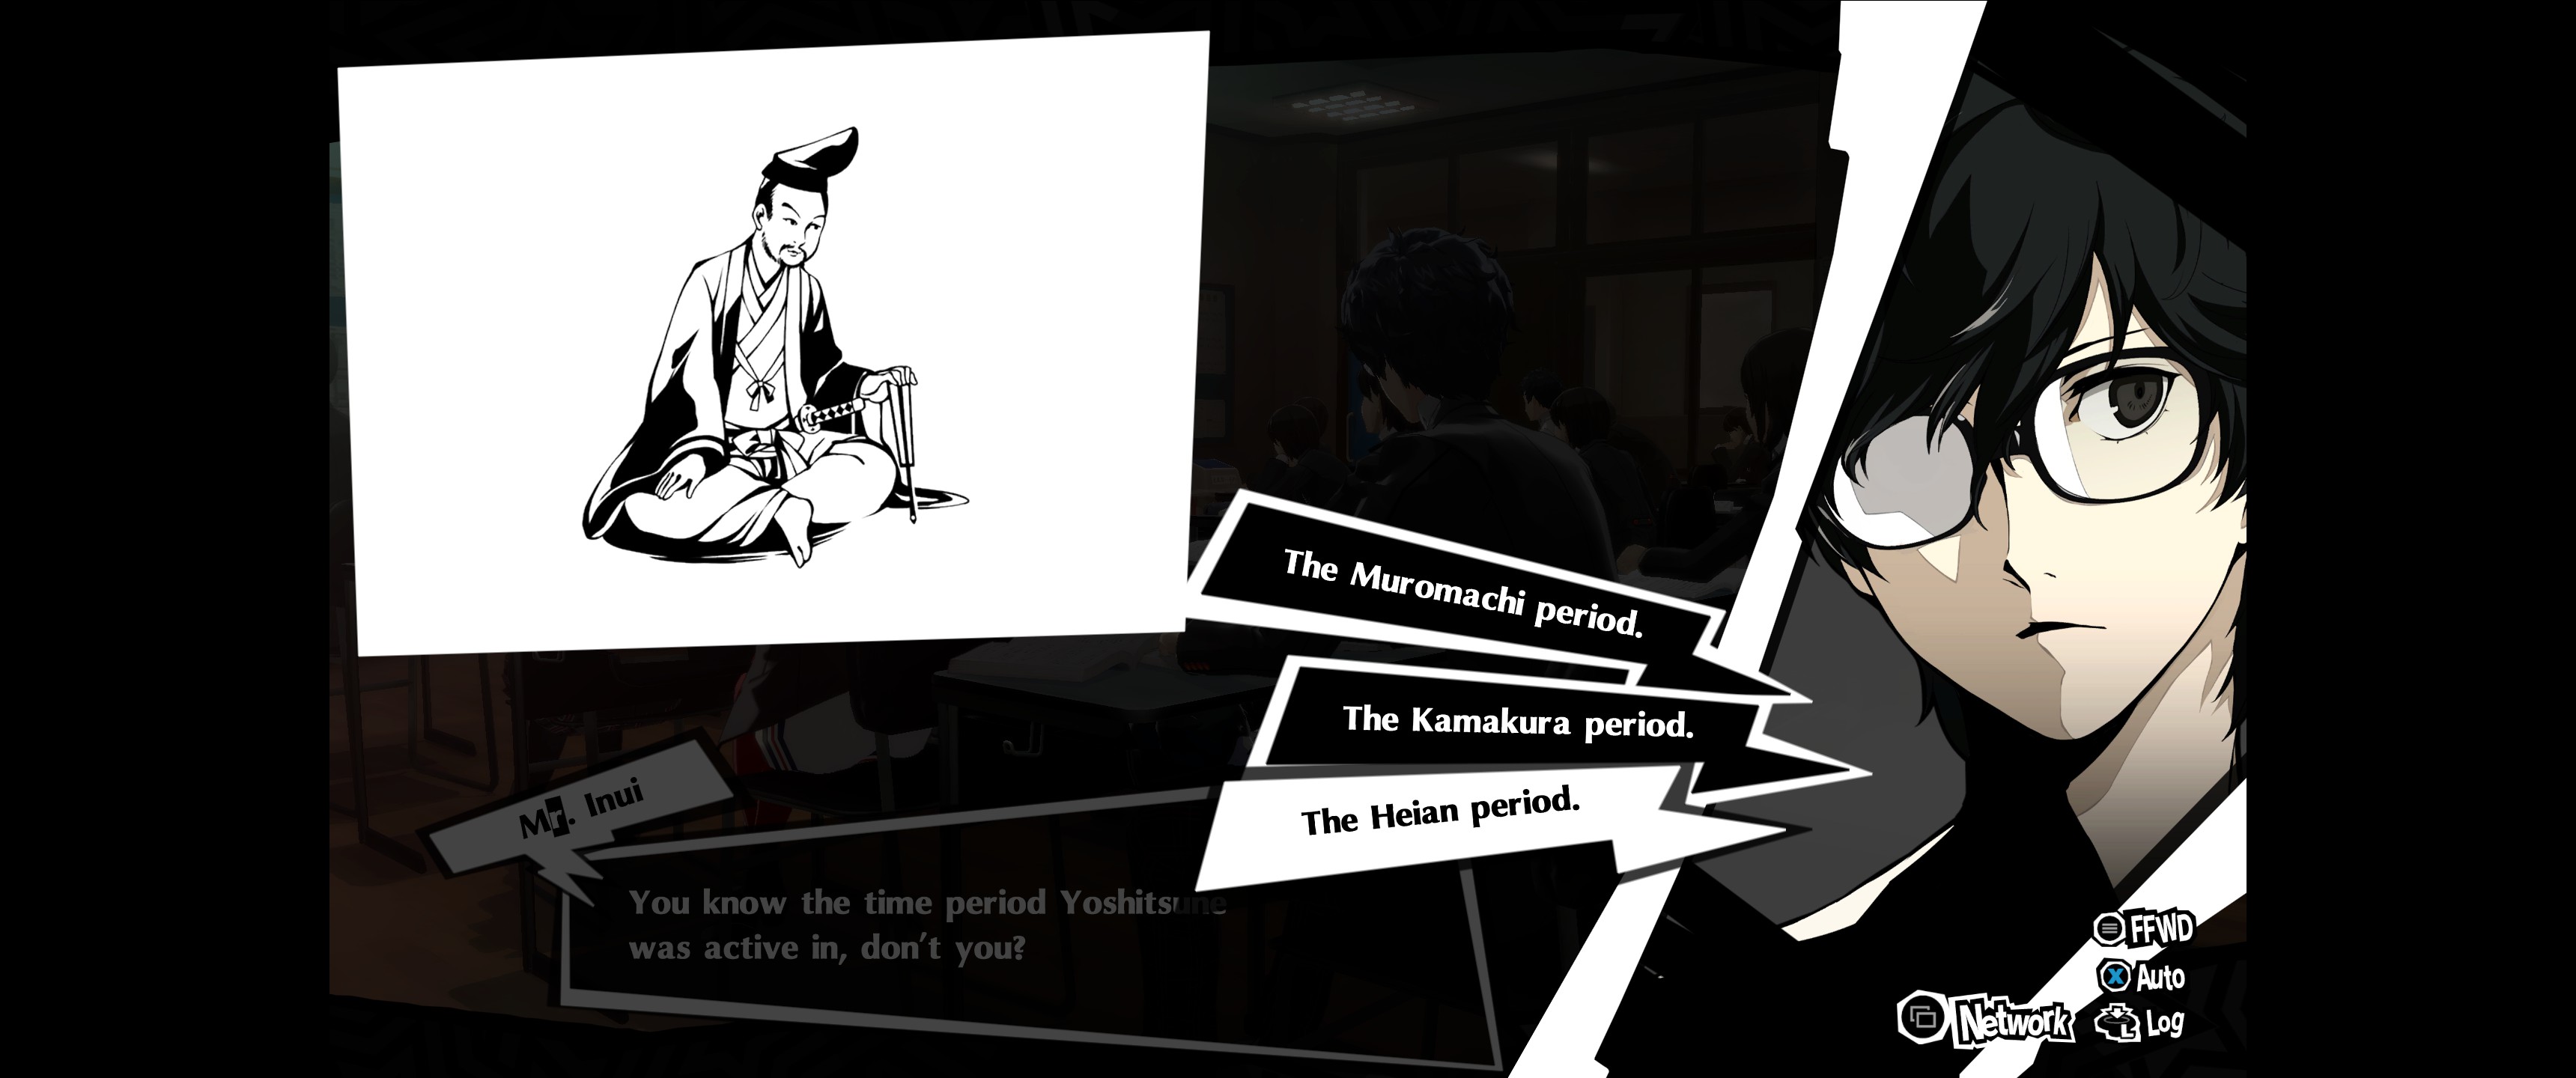 The Muromachi period.
The Kamakura period.
The Heian period.
Mr. Inui
You know the time period Yoshitsune
was active in, don't you?
FFWD
X Auto
Network
L Log